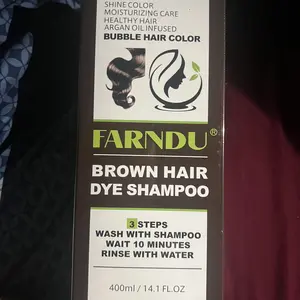 SHINE COLOR
MOISTURIZING CARE
HEALTHY HAIR
ARGAN OIL INFUSED
BUBBLE HAIR COLOR
FARNDU®
BROWN HAIR
DYE SHAMPOO
3 STEPS
WASH WITH SHAMPOO
WAIT 10 MINUTES
RINSE WITH WATER
400ml / 14.1 FL.OZ